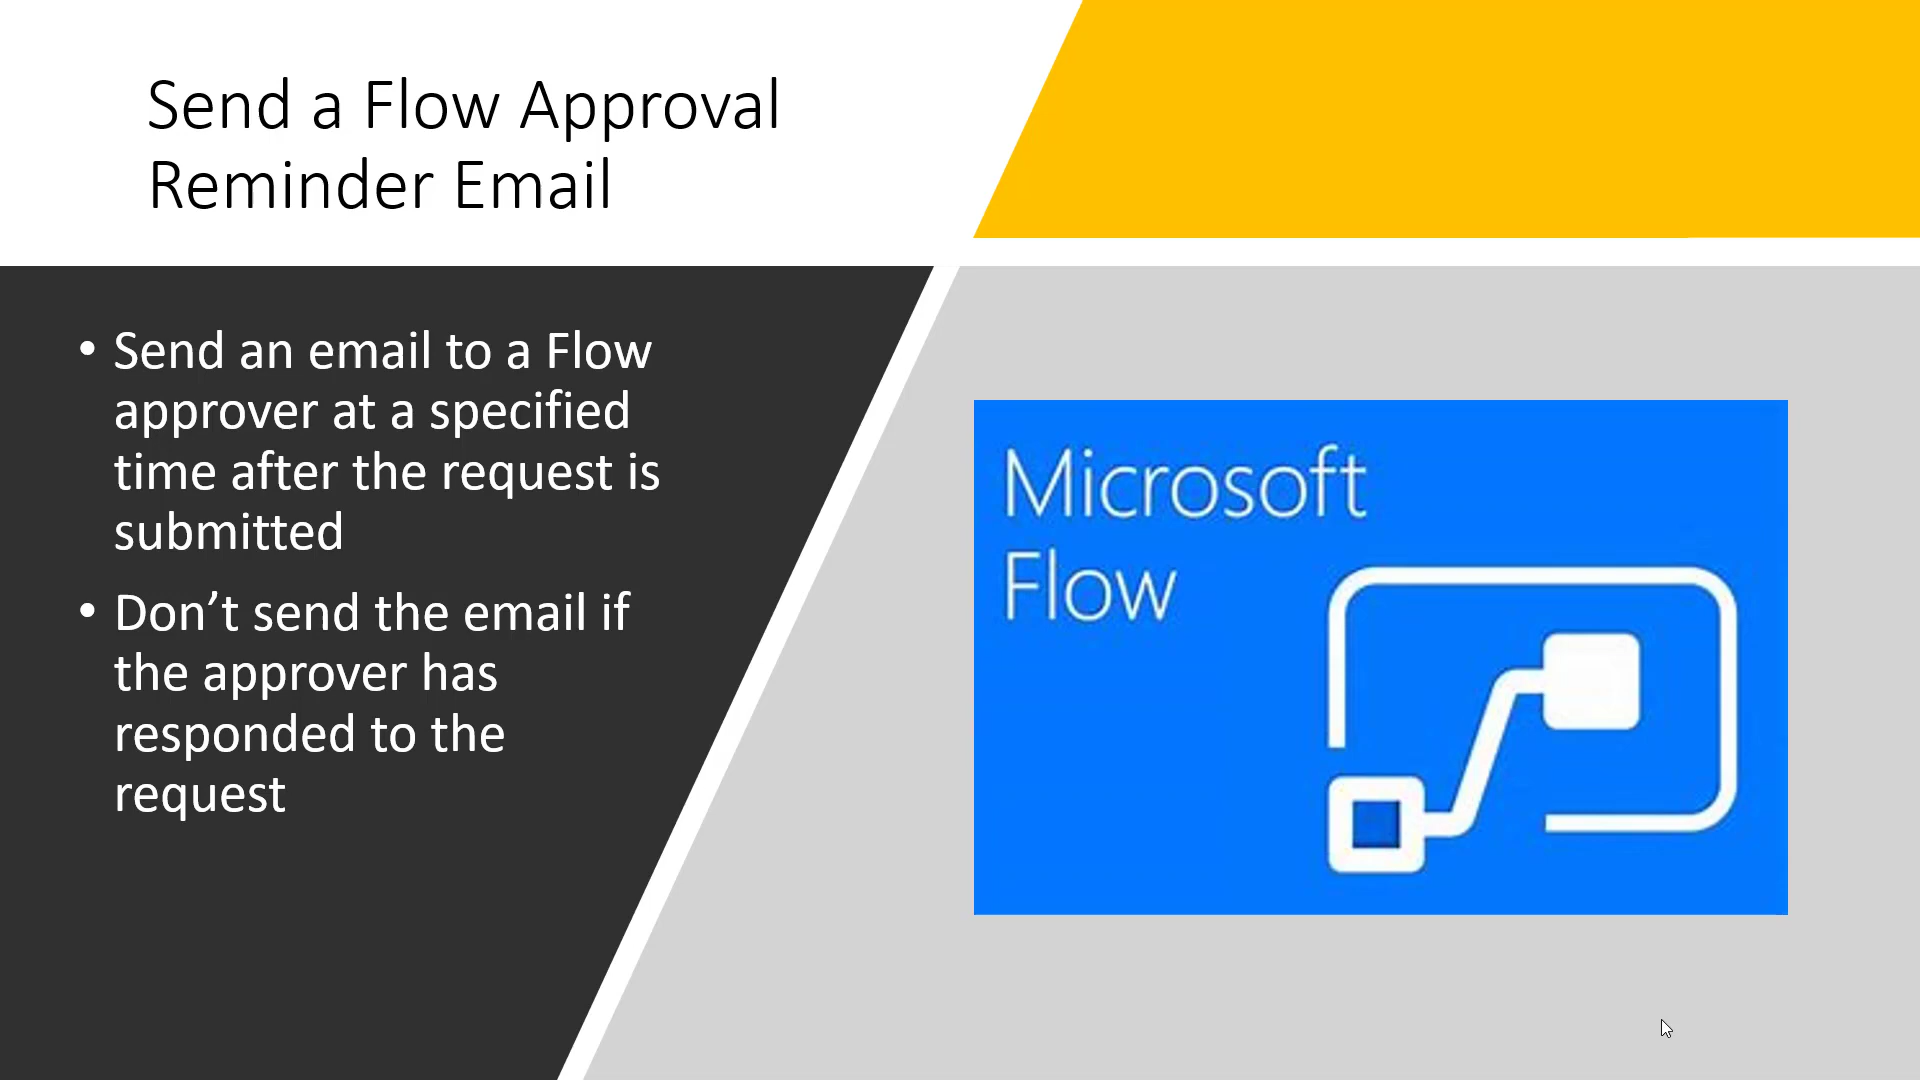 Send a Flow Approval
Reminder Email
• Send an email to a Flow
approver at a specified
time after the request is
submitted
• Don’t send the email if
the approver has
responded to the
request
Microsoft
Flow